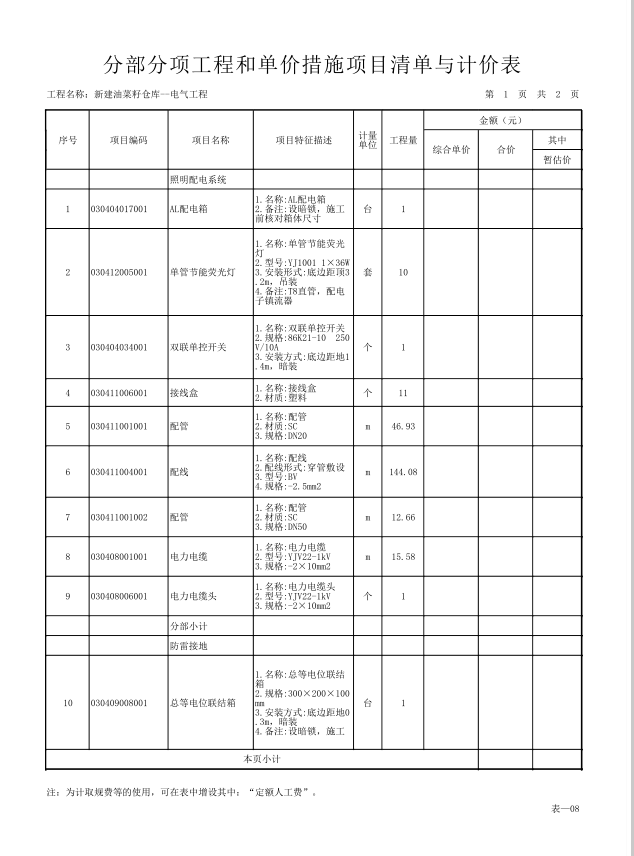 分部分项工程和单价措施项目清单与计价表
工程名称：新建油菜籽仓库—电气工程 第 1 页 共 2 页
序号 项目编码 项目名称 项目特征描述 计量单位 工程量 金额（元）
综合单价 合价 其中
暂估价
照明配电系统
1 030404017001 AL配电箱 1.名称:AL配电箱
2.备注:设暗锁，施工
前核对箱体尺寸
台 1
2 030412005001 单管节能荧光灯 1.名称:单管节能荧光
灯
2.型号:YJ1001 1×36W
3.安装形式:底边距顶3
.2m，吊装
4.备注:T8直管，配电
子镇流器
套 10
3 030404034001 双联单控开关 1.名称:双联单控开关
2.规格:86K21-10 250
V/10A
3.安装方式:底边距地1
.4m，暗装
个 1
4 030411006001 接线盒 1.名称:接线盒
2.材质:塑料
个 11
5 030411001001 配管 1.名称:配管
2.材质:SC
3.规格:DN20
m 46.93
6 030411004001 配线 1.名称:配线
2.配线形式:穿管敷设
3.型号:BV
4.规格:-2.5mm2
m 144.08
7 030411001002 配管 1.名称:配管
2.材质:SC
3.规格:DN50
m 12.66
8 030408001001 电力电缆 1.名称:电力电缆
2.型号:YJV22-1kV
3.规格:-2×10mm2
m 15.58
9 030408006001 电力电缆头 1.名称:电力电缆头
2.型号:YJV22-1kV
3.规格:-2×10mm2
个 1
分部小计
防雷接地
10 030409008001 总等电位联结箱 1.名称:总等电位联结
箱
2.规格:300×200×100
mm
3.安装方式:底边距地0
.3m，暗装
4.备注:设暗锁，施工
台 1
本页小计
注：为计取规费等的使用，可在表中增设其中：“定额人工费”。
表—08